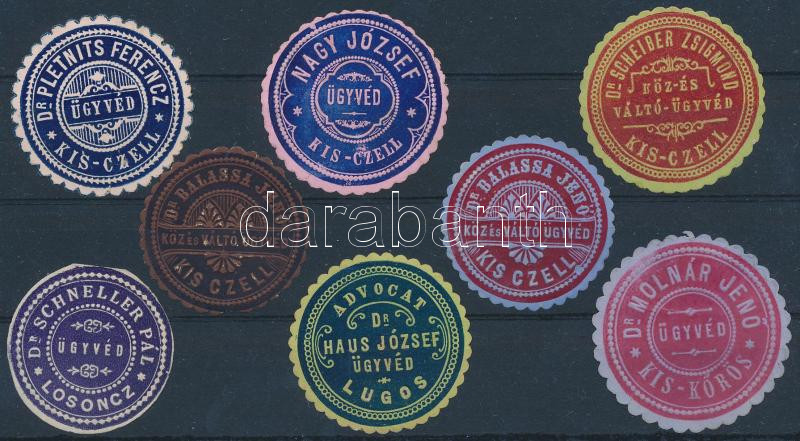 DR PLETNITS FERENCZ
ÜGYVÉD
* KIS-CZELL *
NAGY JÓZSEF
ÜGYVÉD
KIS-CZELL
DR SCHEIBER ZSIGMOND
KÖZ-ÉS
VÁLTÓ-ÜGYVÉD
* KIS-CZELL *
DR BALASSA JENŐ
KÖZ ÉS VÁLTÓ
KIS CZELL
DR BALASSA JENŐ
KÖZ ÉS VÁLTÓ ÜGYVÉD
KIS CZELL
darabanth
DR SCHNELLER PÁL
ÜGYVÉD
* LOSONCZ *
ADVOCAT
DR
HAUS JÓZSEF
ÜGYVÉD
LUGOS
DR MOLNÁR JENŐ
ÜGYVÉD
* KIS-KŐRÖS *